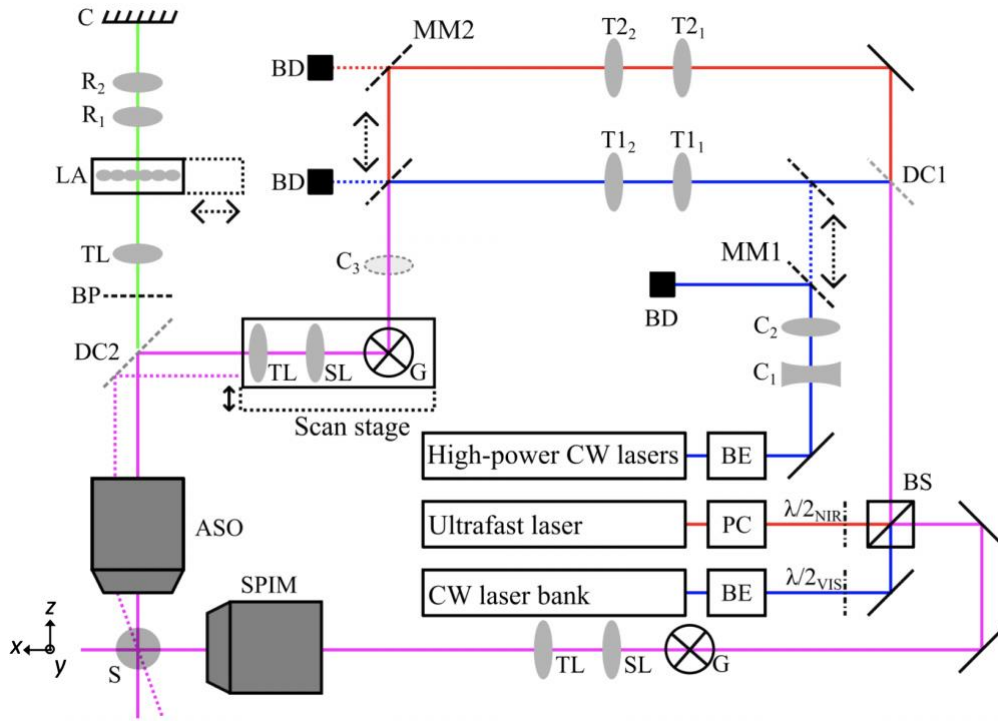 C
MM2
T2₂
T2₁
BD
R₂
R₁
LA
BD
T1₂
T1₁
DC1
TL
C₃
MM1
BP
BD
C₂
DC2
TL
SL
G
C₁
Scan stage
High-power CW lasers
BE
BS
ASO
Ultrafast laser
PC
λ/2NIR
SPIM
CW laser bank
BE
λ/2VIS
z
x
y
S
TL
SL
G